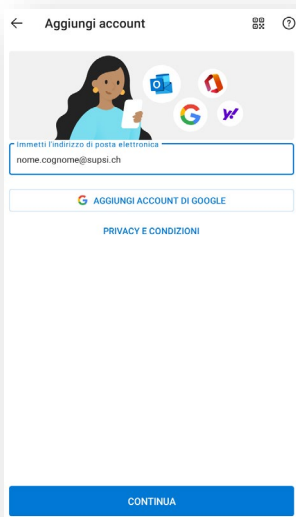 Aggiungi account
Immetti l'indirizzo di posta elettronica
nome.cognome@supsi.ch
AGGIUNGI ACCOUNT DI GOOGLE
PRIVACY E CONDIZIONI
CONTINUA